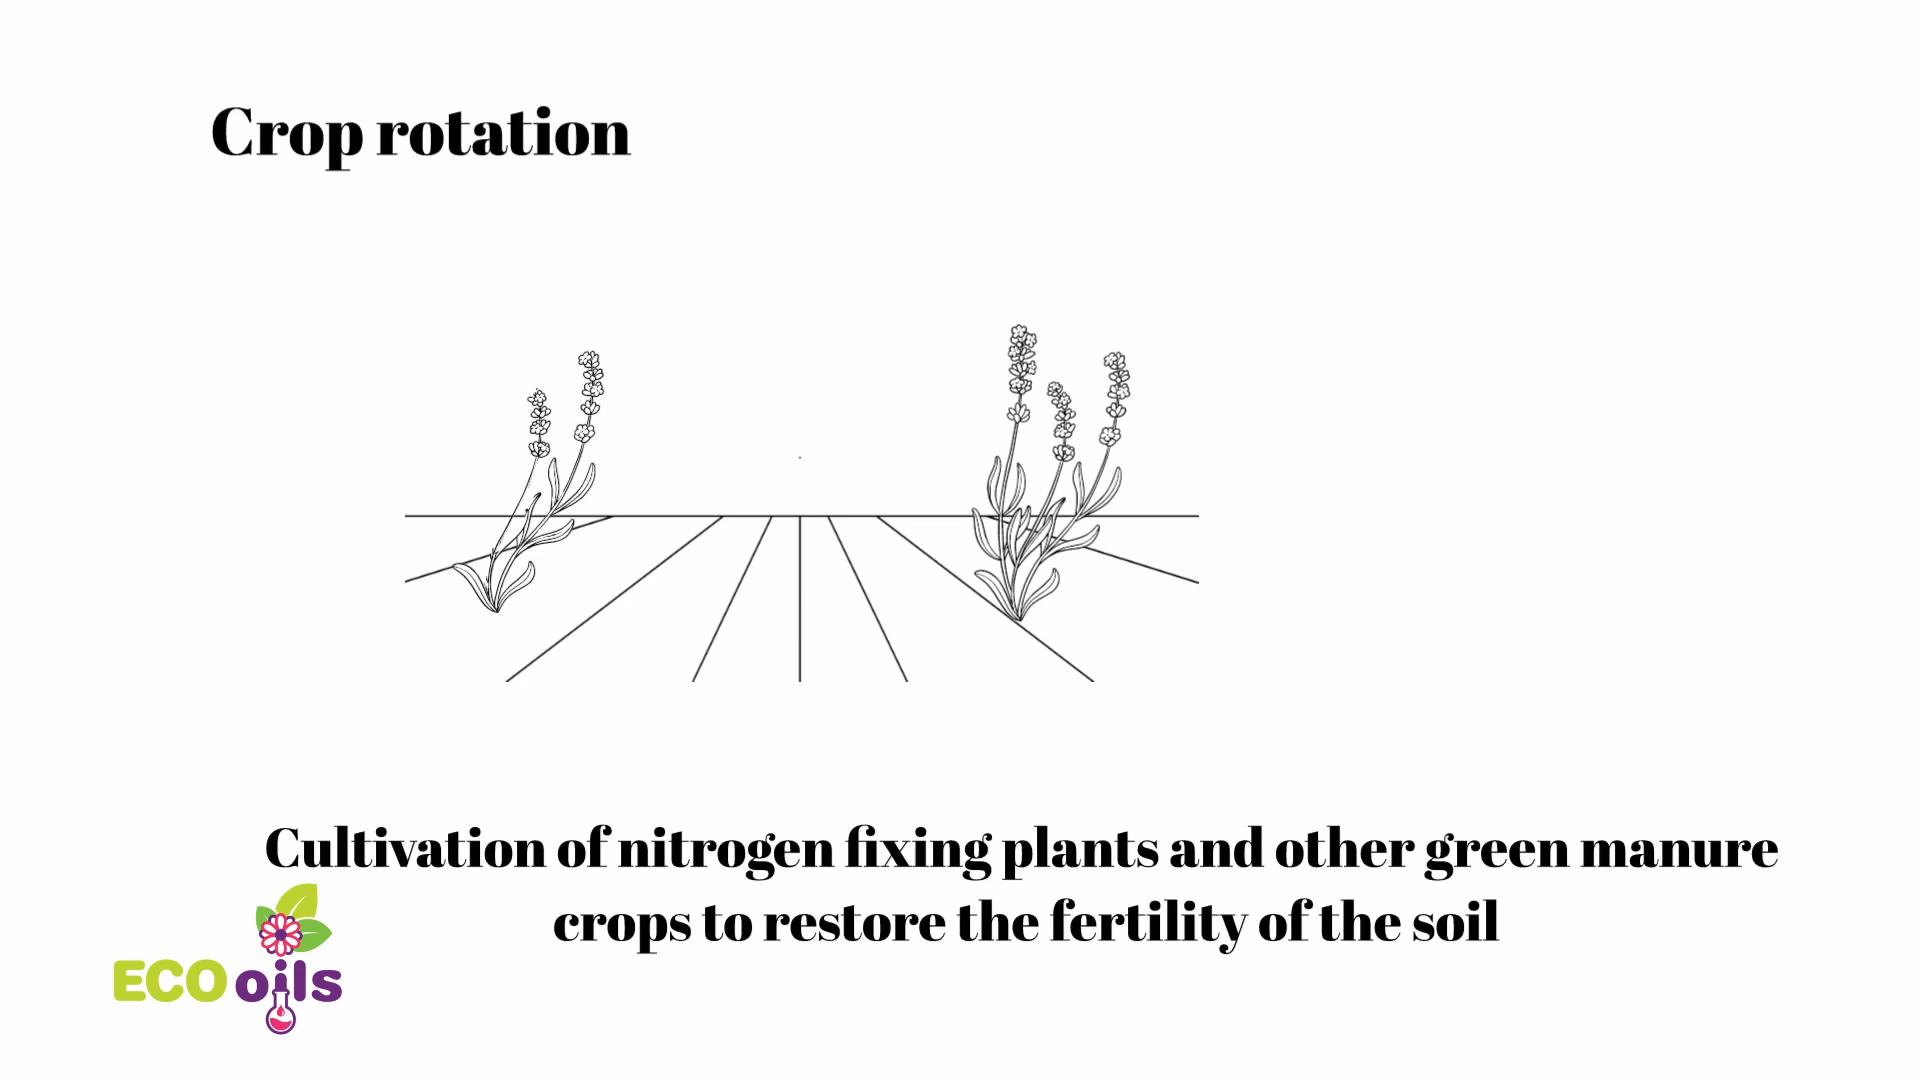 Crop rotation
Cultivation of nitrogen fixing plants and other green manure
crops to restore the fertility of the soil
ECO oils